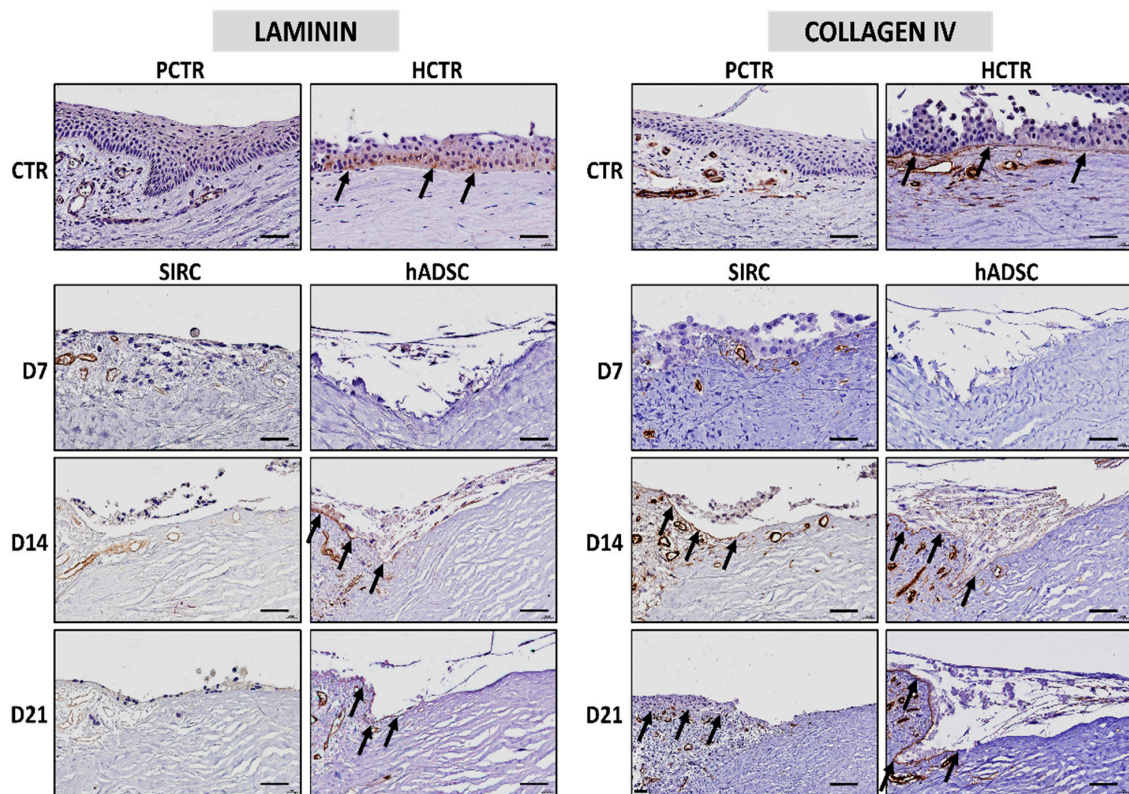 LAMININ COLLAGEN IV
PCTR HCTR PCTR HCTR
CTR CTR
SIRC hADSC SIRC hADSC
D7 D7
D14 D14
D21 D21